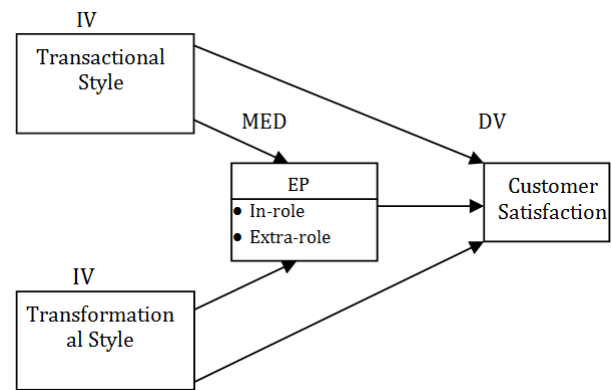 IV
Transactional
Style
MED
DV
EP
● In-role
● Extra-role
Customer
Satisfaction
IV
Transformation
al Style